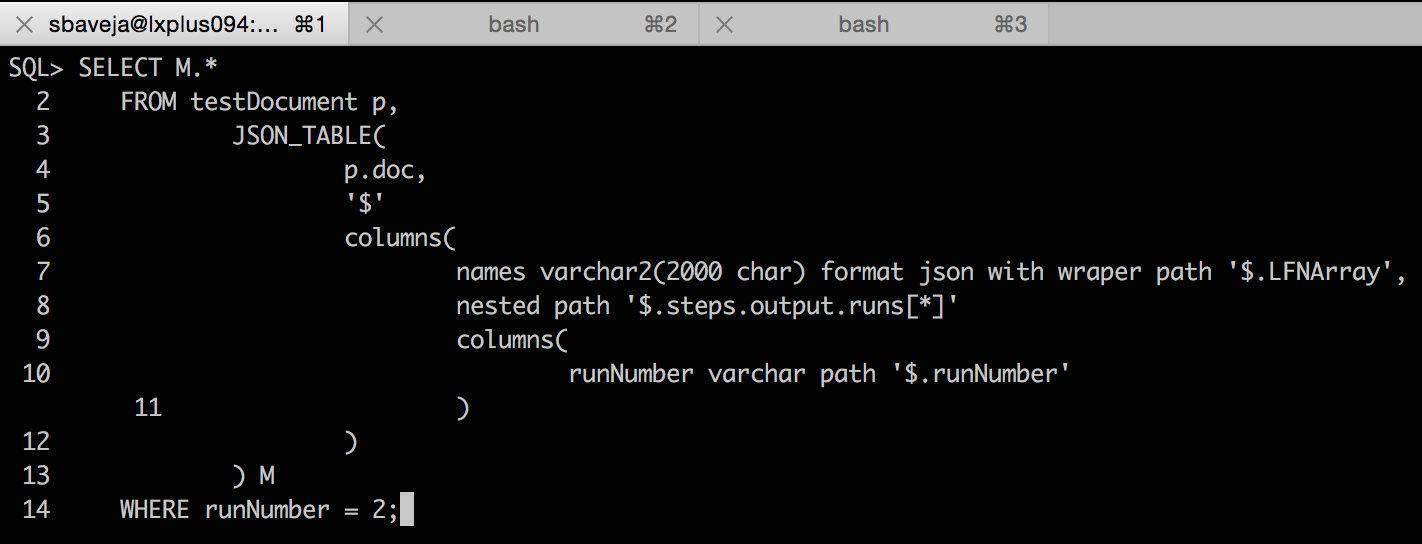 sbaveja@lxplus094:... ⌘1 bash ⌘2 bash ⌘3
SQL> SELECT M.*
2 FROM testDocument p,
3 JSON_TABLE(
4 p.doc,
5 '$'
6 columns(
7 names varchar2(2000 char) format json with wraper path '$.LFNArray',
8 nested path '$.steps.output.runs[*]'
9 columns(
10 runNumber varchar path '$.runNumber'
11 )
12 )
13 ) M
14 WHERE runNumber = 2;